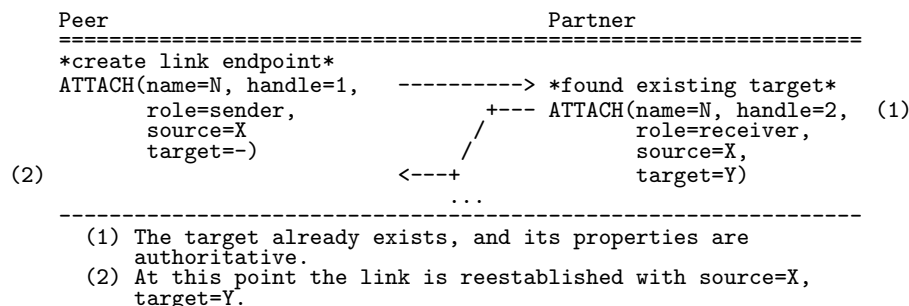 Peer                                   Partner
================================================================
*create link endpoint*
ATTACH(name=N, handle=1,   ----------> *found existing target*
       role=sender,               +--- ATTACH(name=N, handle=2,  (1)
       source=X                  /            role=receiver,
       target=-)                /             source=X,
(2)                        <---+              target=Y)
...
----------------------------------------------------------------
(1) The target already exists, and its properties are
authoritative.
(2) At this point the link is reestablished with source=X,
target=Y.